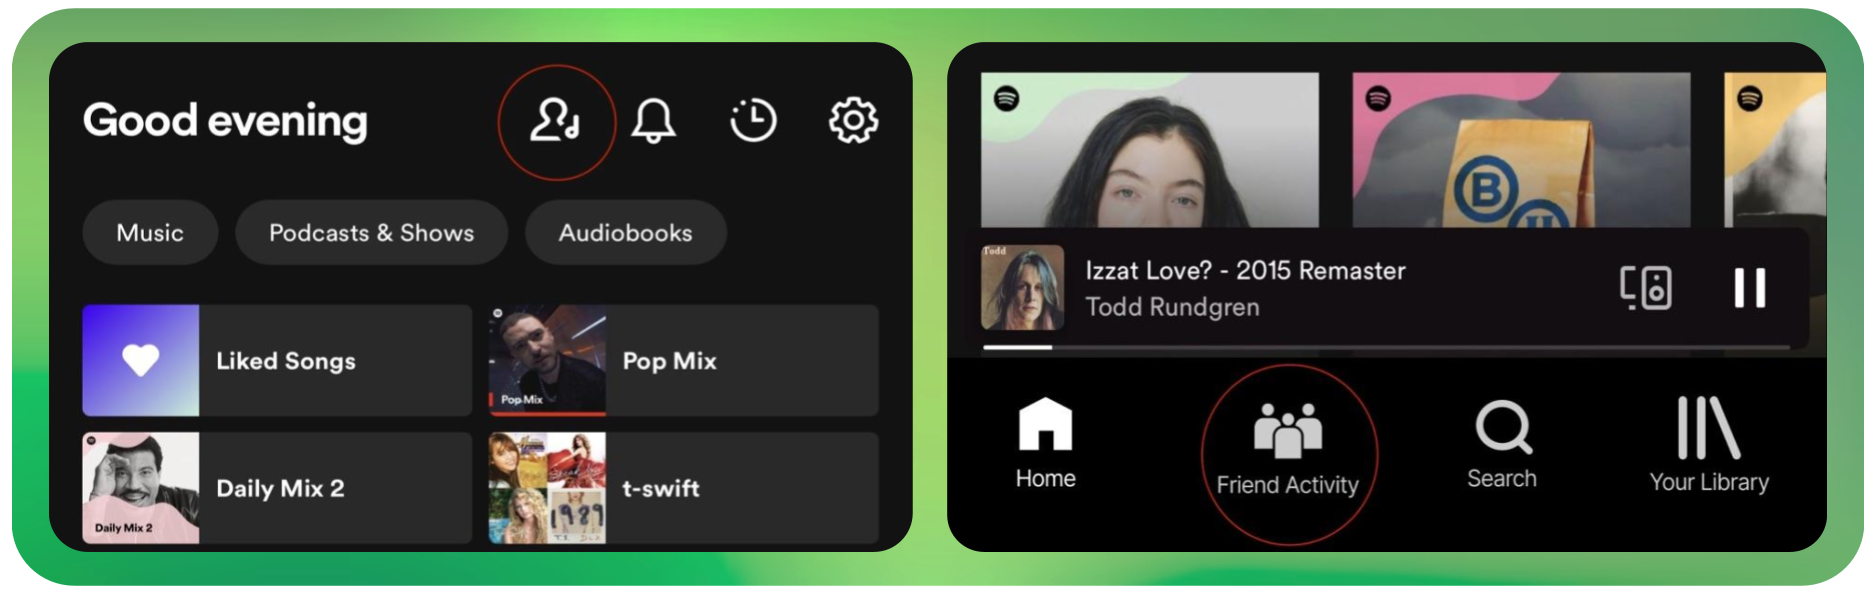 Good evening
Music
Podcasts & Shows
Audiobooks
Liked Songs
Pop Mix
Pop Mix
Daily Mix 2
Daily Mix 2
1989
t-swift
B
H
Todd
Izzat Love? - 2015 Remaster
Todd Rundgren
Home
Friend Activity
Search
Your Library